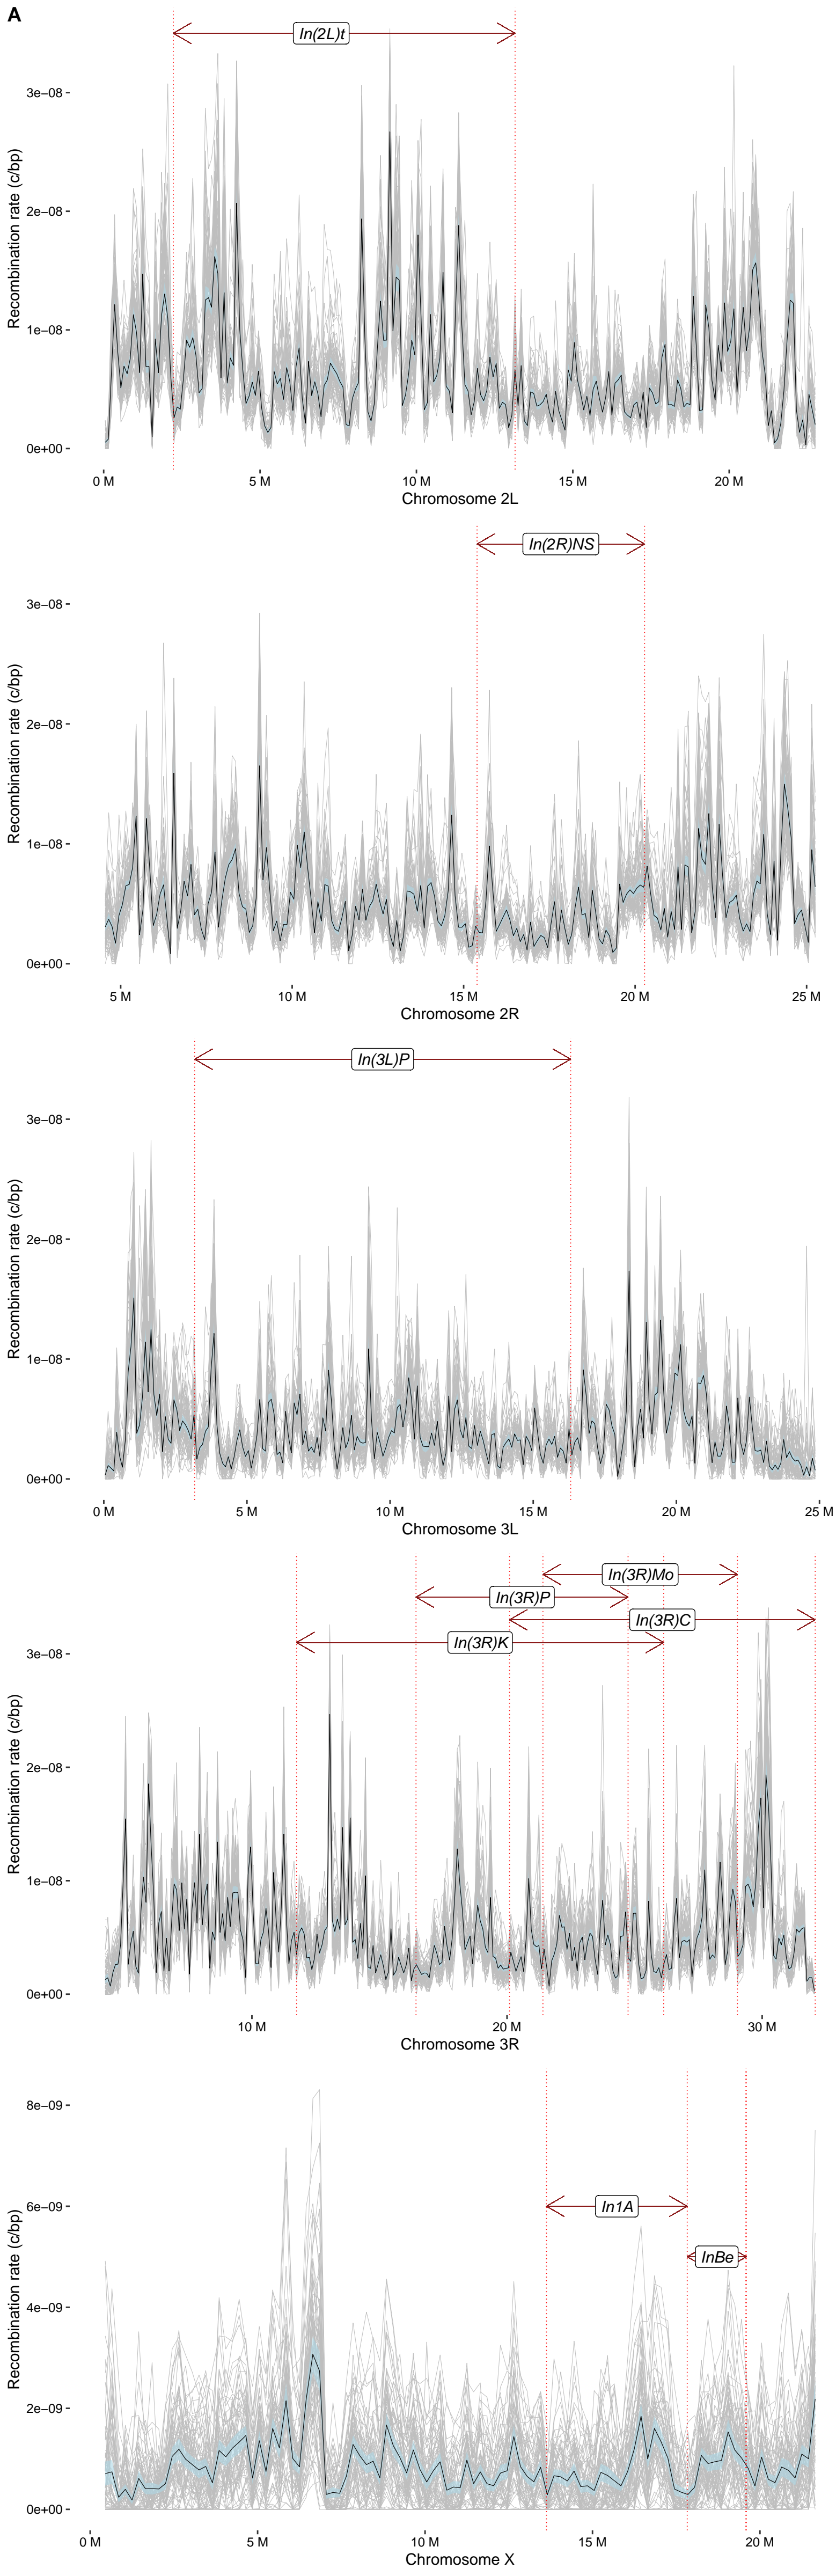 A
In(2L)t
3e−08
2e−08
1e−08
0e+00
Recombination rate (c/bp)
0 M 5 M 10 M 15 M 20 M
Chromosome 2L
In(2R)NS
3e−08
2e−08
1e−08
0e+00
Recombination rate (c/bp)
5 M 10 M 15 M 20 M 25 M
Chromosome 2R
In(3L)P
3e−08
2e−08
1e−08
0e+00
Recombination rate (c/bp)
0 M 5 M 10 M 15 M 20 M 25 M
Chromosome 3L
In(3R)Mo
In(3R)P
In(3R)C
In(3R)K
3e−08
2e−08
1e−08
0e+00
Recombination rate (c/bp)
10 M 20 M 30 M
Chromosome 3R
8e−09
6e−09
4e−09
2e−09
0e+00
Recombination rate (c/bp)
In1A
InBe
0 M 5 M 10 M 15 M 20 M
Chromosome X